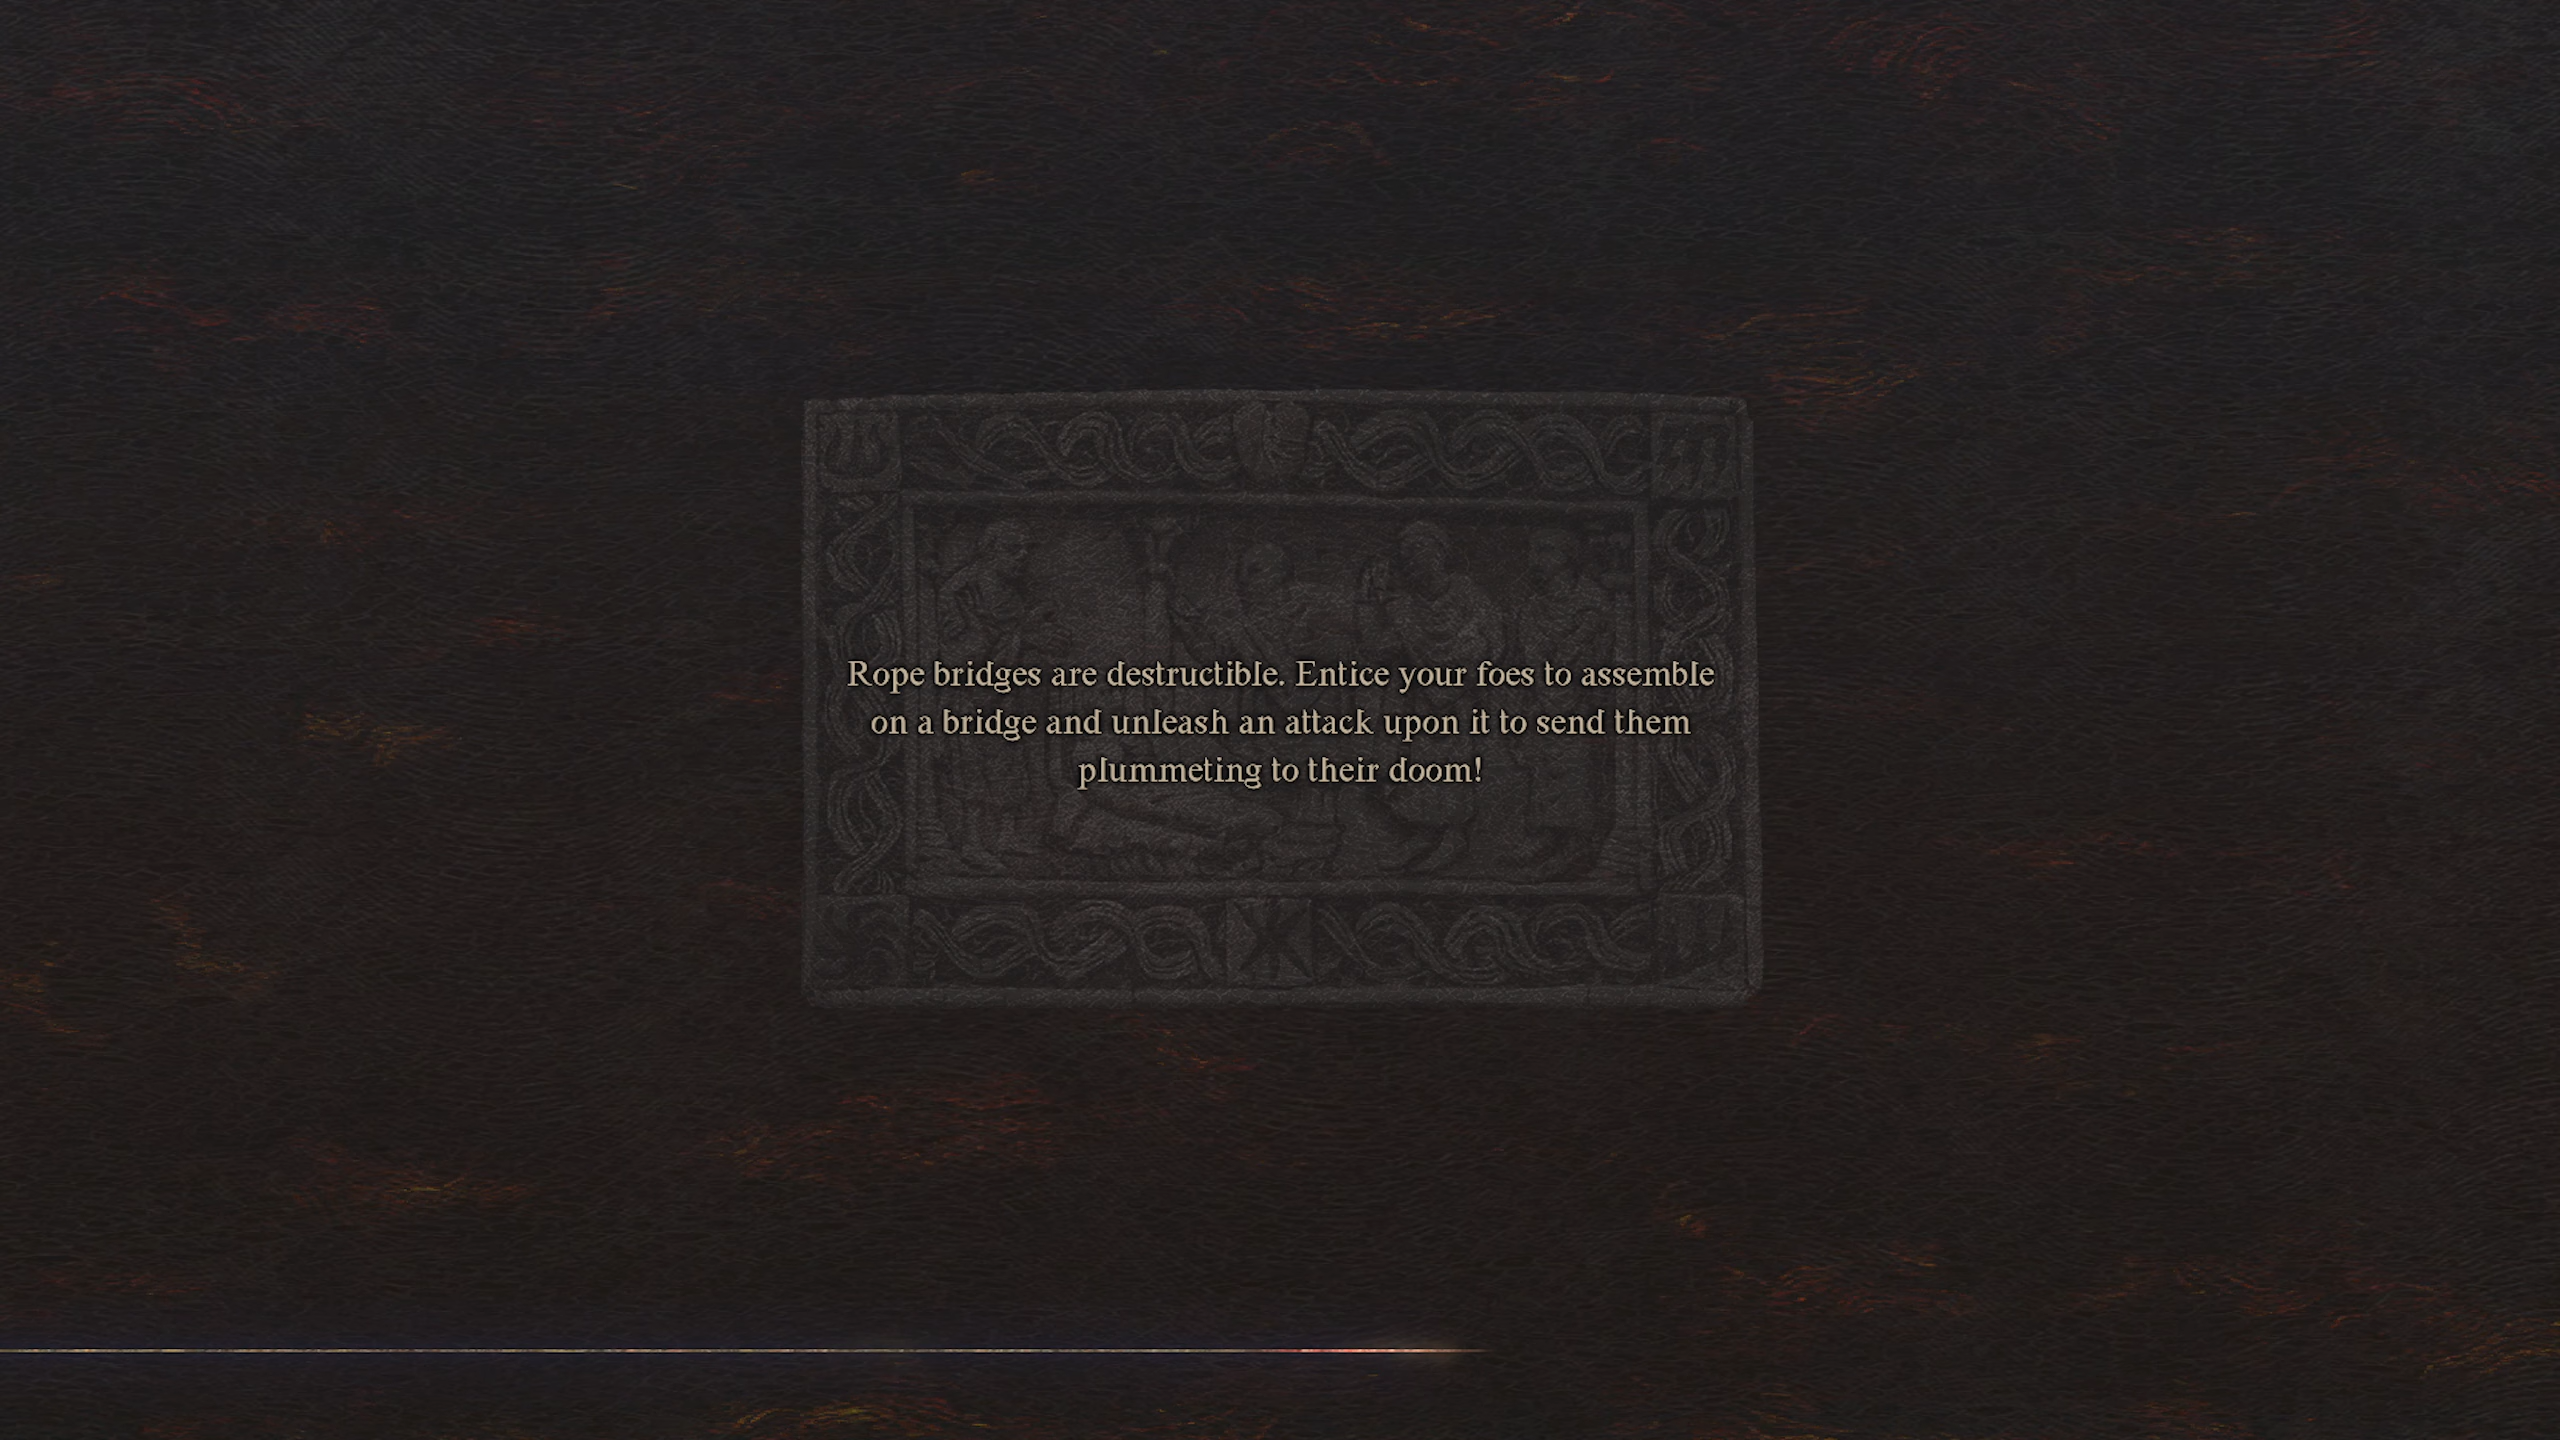 Rope bridges are destructible. Entice your foes to assemble
on a bridge and unleash an attack upon it to send them
plummeting to their doom!